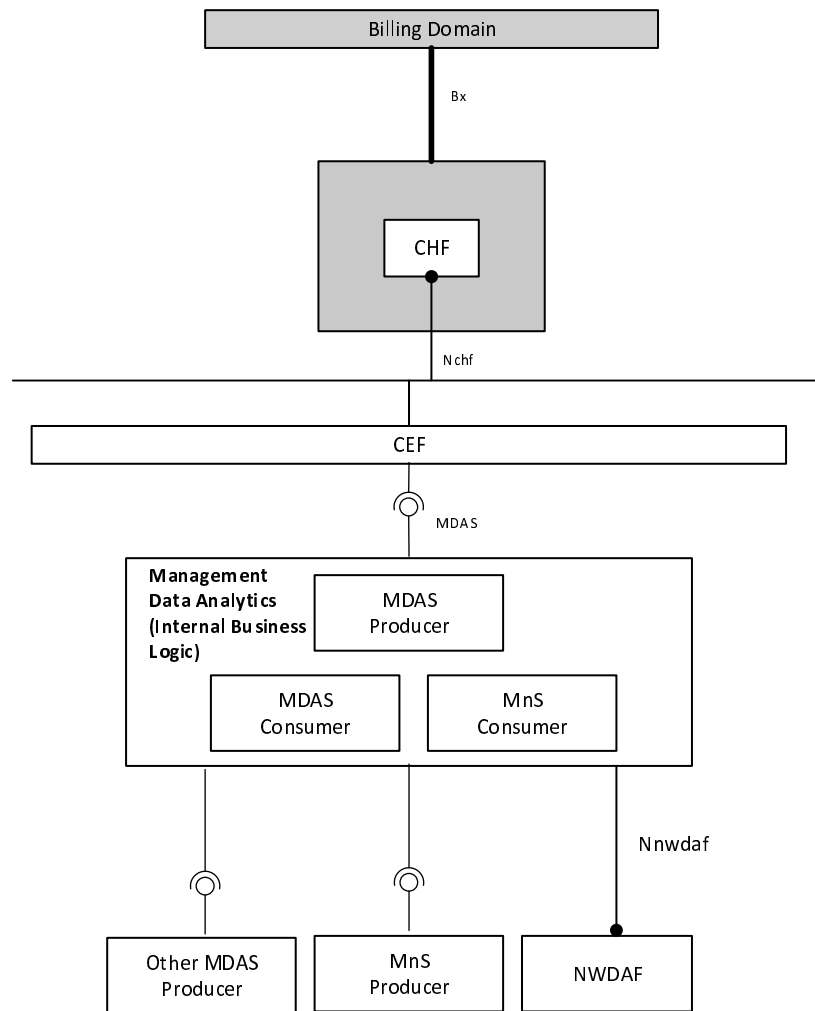 Billing Domain
Bx
CHF
Nchf
CEF
MDAS
Management
Data Analytics
(Internal Business
Logic)
MDAS
Producer
MDAS
Consumer
MnS
Consumer
Nnwdaf
Other MDAS
Producer
MnS
Producer
NWDAF